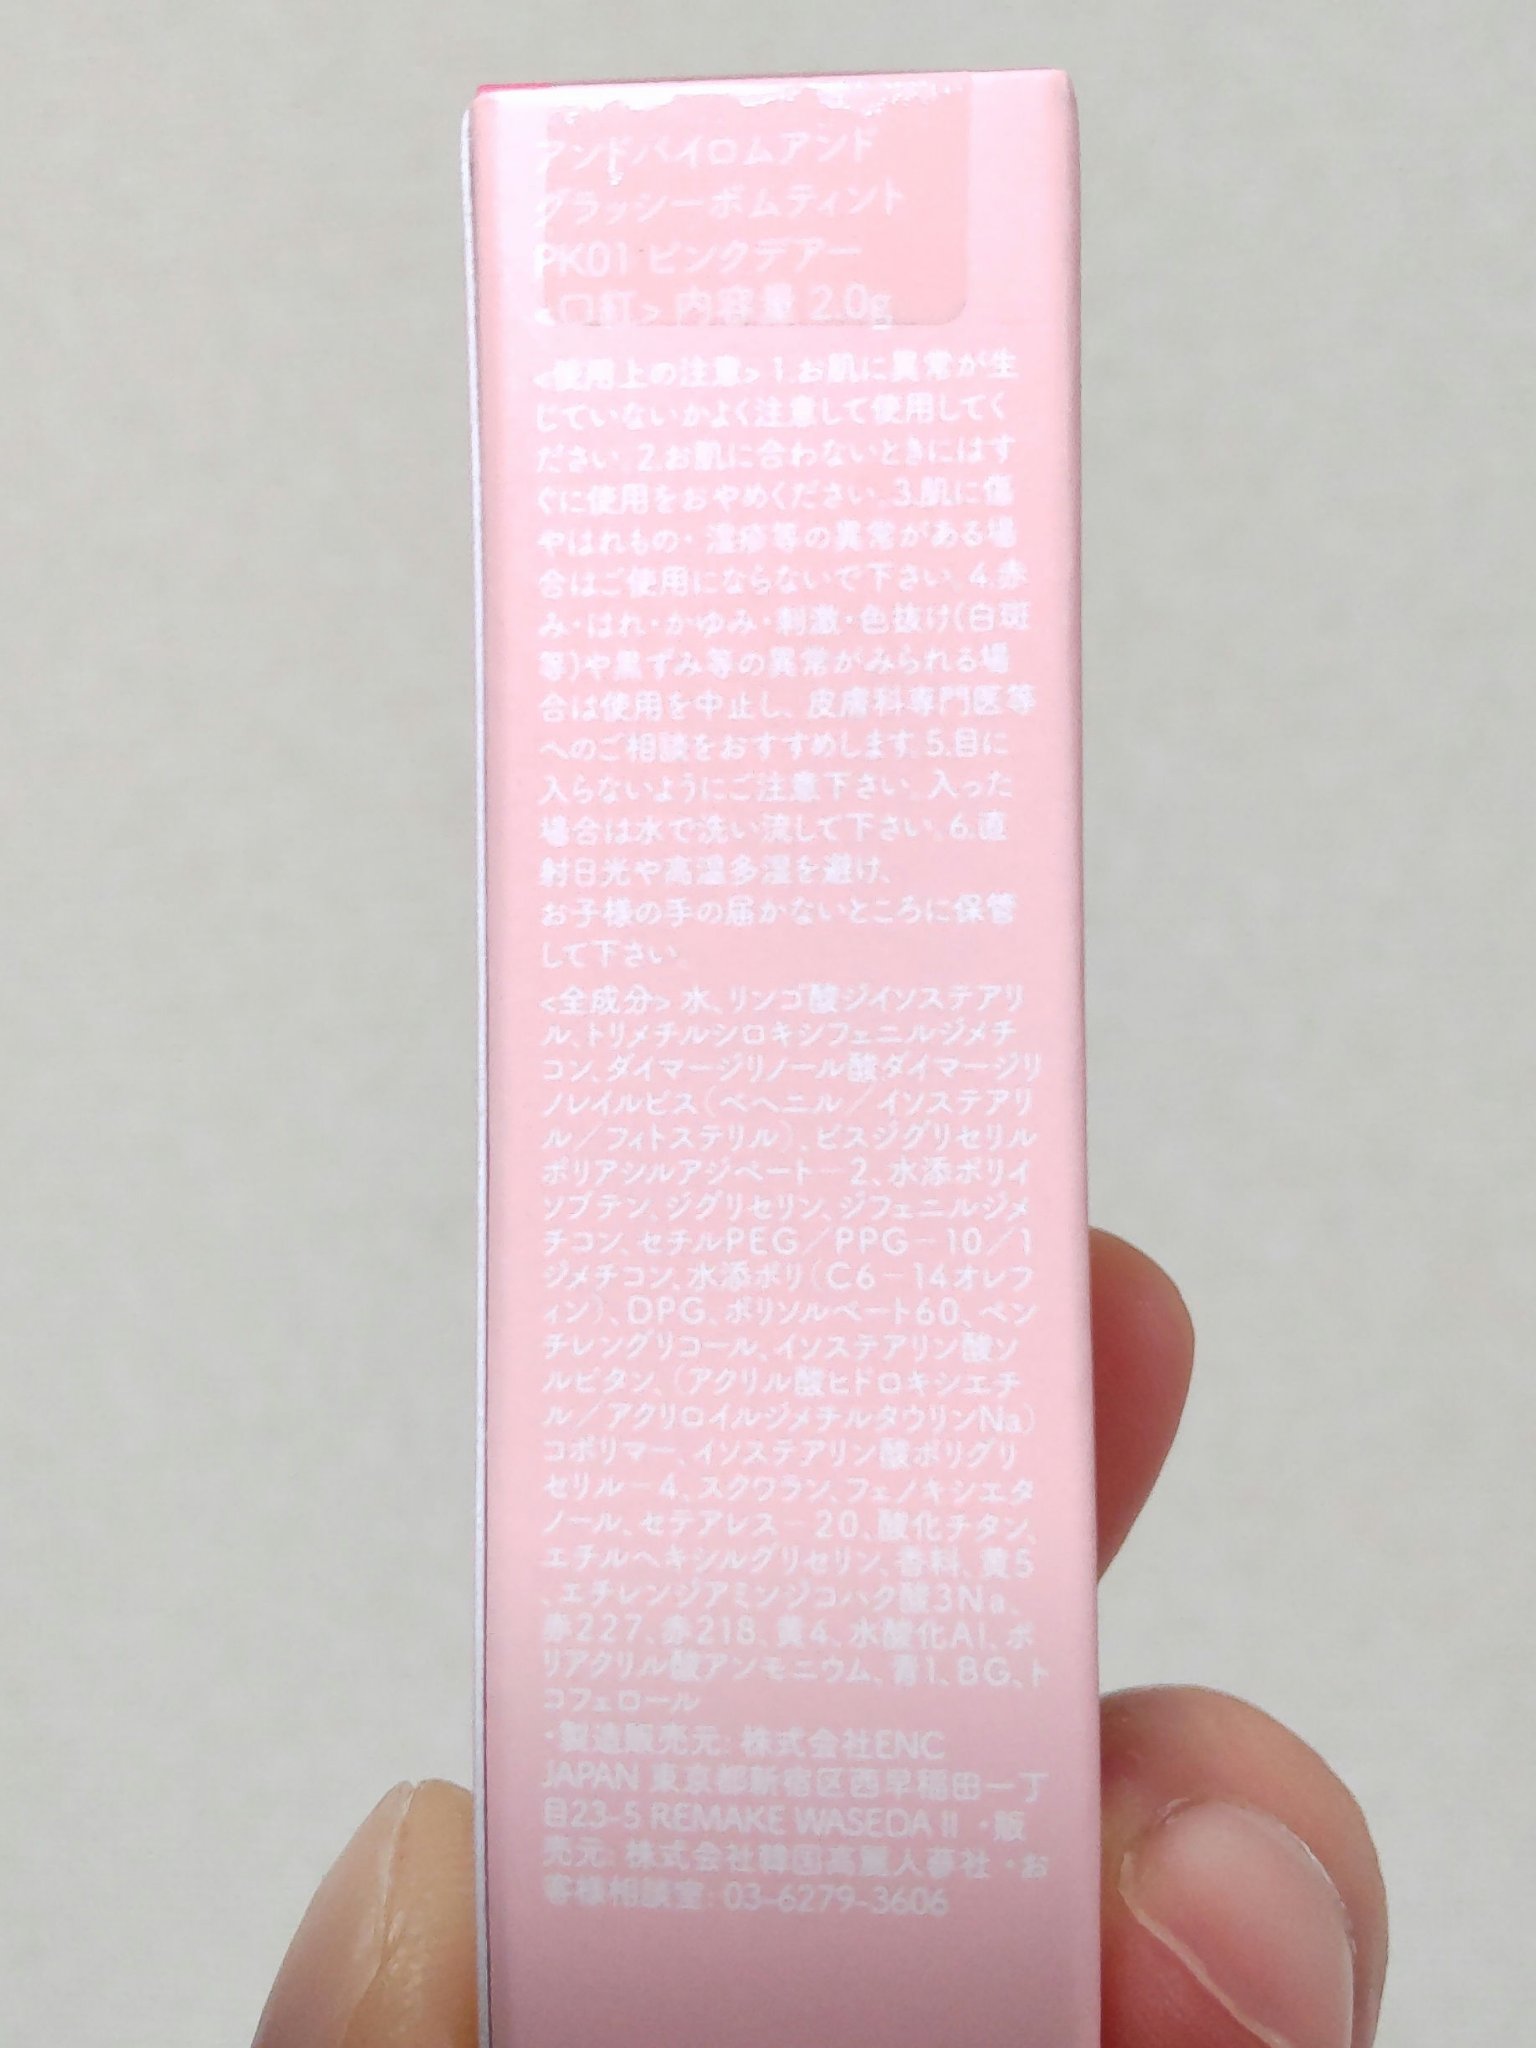 アンドバイロムアンド
グラッシーボムティント
PK01 ピンクデアー
<口紅> 内容量 2.0g
<使用上の注意> 1.お肌に異常が生
じていないかよく注意して使用してく
ださい。2.お肌に合わないときにはす
ぐに使用をおやめください。3.肌に傷
やはれもの・湿疹等の異常がある場
合はご使用にならないで下さい。4.赤
み・はれ・かゆみ・刺激・色抜け(白斑
等)や黒ずみ等の異常がみられる場
合は使用を中止し、皮膚科専門医等
へのご相談をおすすめします。5.目に
入らないようにご注意下さい。入った
場合は水で洗い流して下さい。6.直
射日光や高温多湿を避け、
お子様の手の届かないところに保管
して下さい。
<全成分> 水、リンゴ酸ジイソステアリ
ル、トリメチルシロキシフェニルジメチ
コン、ダイマージリノール酸ダイマージリ
ノレイルビス(ベヘニル/イソステアリ
ル/フィトステリル)、ビスジグリセリル
ポリアシルアジペート-2、水添ポリイ
ソブテン、ジグリセリン、ジフェニルジメ
チコン、セチルPEG/PPG-10/1
ジメチコン、水添ポリ(C6-14オレフ
ィン)、DPG、ポリソルベート60、ペン
チレングリコール、イソステアリン酸ソ
ルビタン、(アクリル酸ヒドロキシエチ
ル/アクリロイルジメチルタウリンNa)
コポリマー、イソステアリン酸ポリグリ
セリル-4、スクワラン、フェノキシエタ
ノール、セテアレス-20、酸化チタン、
エチルヘキシルグリセリン、香料、黄5
、エチレンジアミンジコハク酸3Na、
赤227、赤218、黄4、水酸化Al、ポ
リアクリル酸アンモニウム、青1、BG、ト
コフェロール
・製造販売元: 株式会社ENC
JAPAN 東京都新宿区西早稲田一丁
目23-5 REMAKE WASEDA II ・販
売元: 株式会社韓国高麗人蔘社 ・お
客様相談室: 03-6279-3606